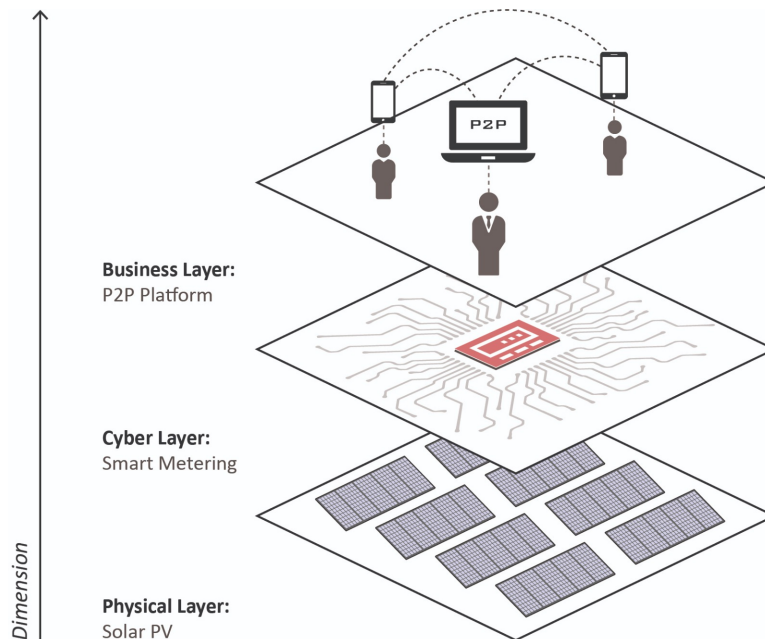 P2P
Business Layer:
P2P Platform
Cyber Layer:
Smart Metering
Physical Layer:
Solar PV
Dimension